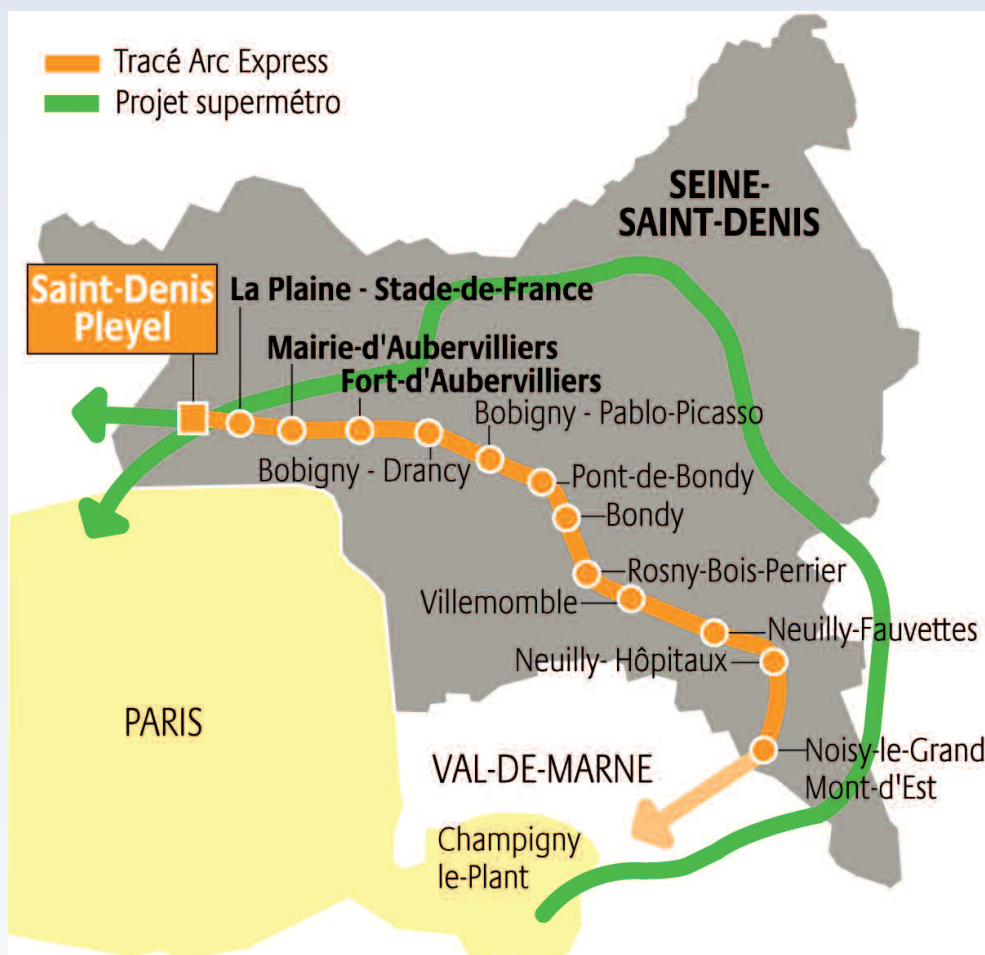 Tracé Arc Express
Projet supermétro
SEINE-
SAINT-DENIS
Saint-Denis
Pleyel
La Plaine - Stade-de-France
Mairie-d'Aubervilliers
Fort-d'Aubervilliers
Bobigny - Pablo-Picasso
Bobigny - Drancy
Pont-de-Bondy
Bondy
Rosny-Bois-Perrier
Villemomble
Neuilly-Fauvettes
Neuilly- Hôpitaux
PARIS
Noisy-le-Grand
Mont-d'Est
VAL-DE-MARNE
Champigny
le-Plant